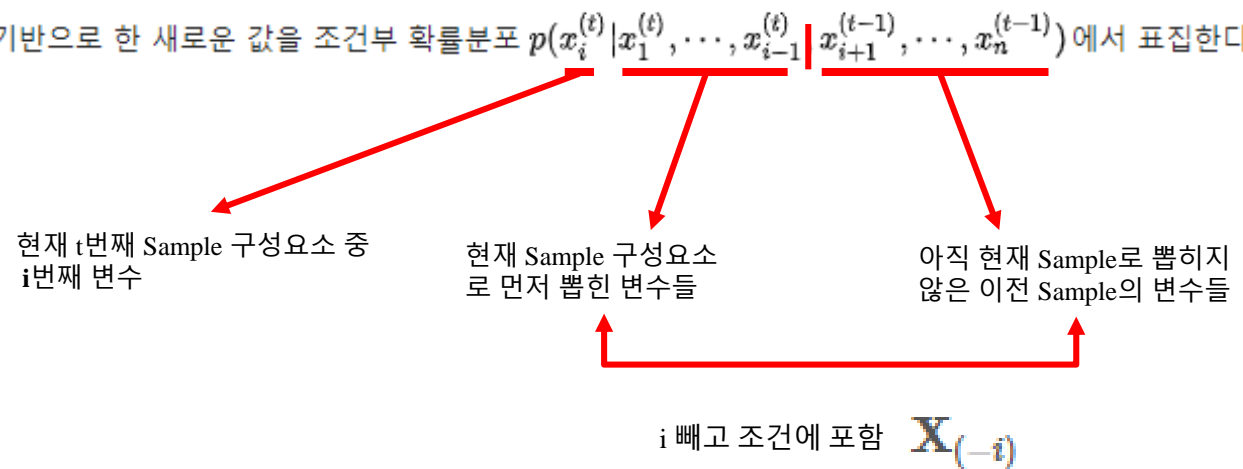 기반으로 한 새로운 값을 조건부 확률분포 p(x_i^{(t)}|x_1^{(t)}, ⋯, x_{i-1}^{(t)} | x_{i+1}^{(t-1)}, ⋯, x_n^{(t-1)})에서 표집한다
현재 t번째 Sample 구성요소 중
i번째 변수
현재 Sample 구성요소
로 먼저 뽑힌 변수들
아직 현재 Sample로 뽑히지
않은 이전 Sample의 변수들
i 빼고 조건에 포함 X_{(-i)}